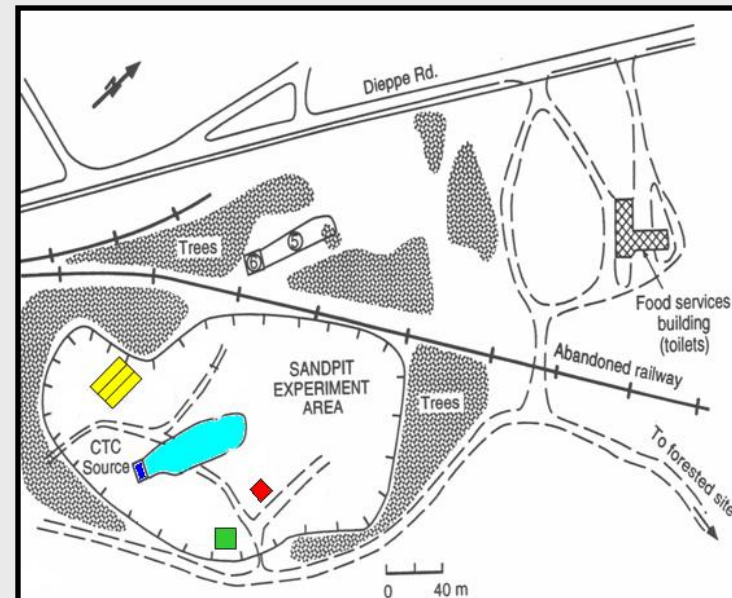 Dieppe Rd.
N
Trees
5
6
Food services
building
(toilets)
Abandoned railway
SANDPIT
EXPERIMENT
AREA
Trees
CTC
Source
To forested site
0 40 m